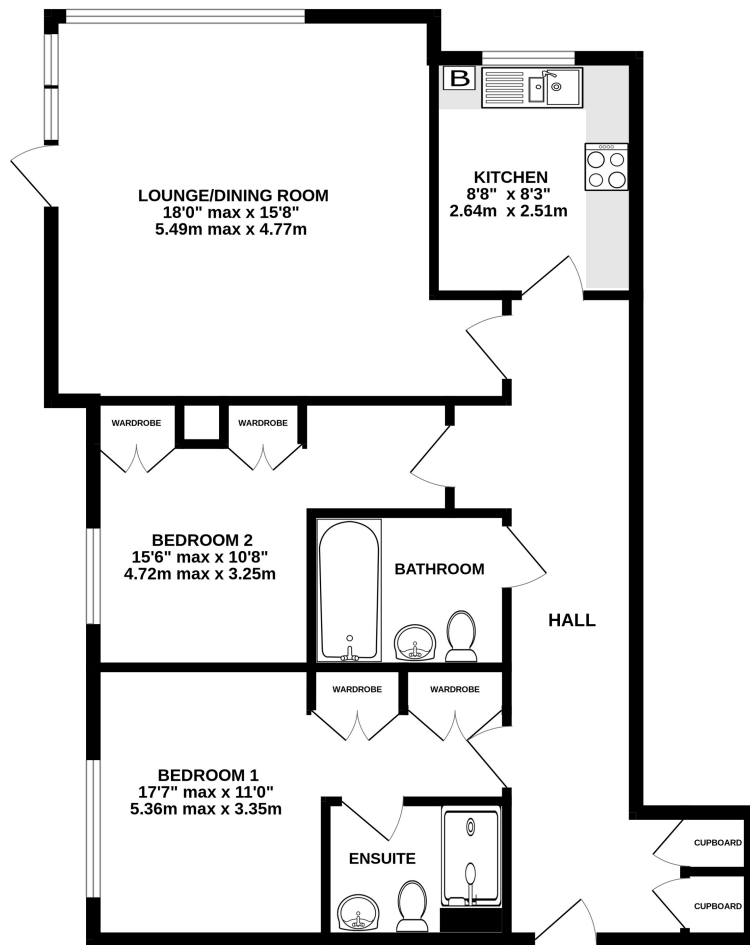 B
KITCHEN
8'8" x 8'3"
2.64m x 2.51m
LOUNGE/DINING ROOM
18'0" max x 15'8"
5.49m max x 4.77m
WARDROBE
WARDROBE
BEDROOM 2
15'6" max x 10'8"
4.72m max x 3.25m
BATHROOM
HALL
WARDROBE
WARDROBE
BEDROOM 1
17'7" max x 11'0"
5.36m max x 3.35m
ENSUITE
CUPBOARD
CUPBOARD